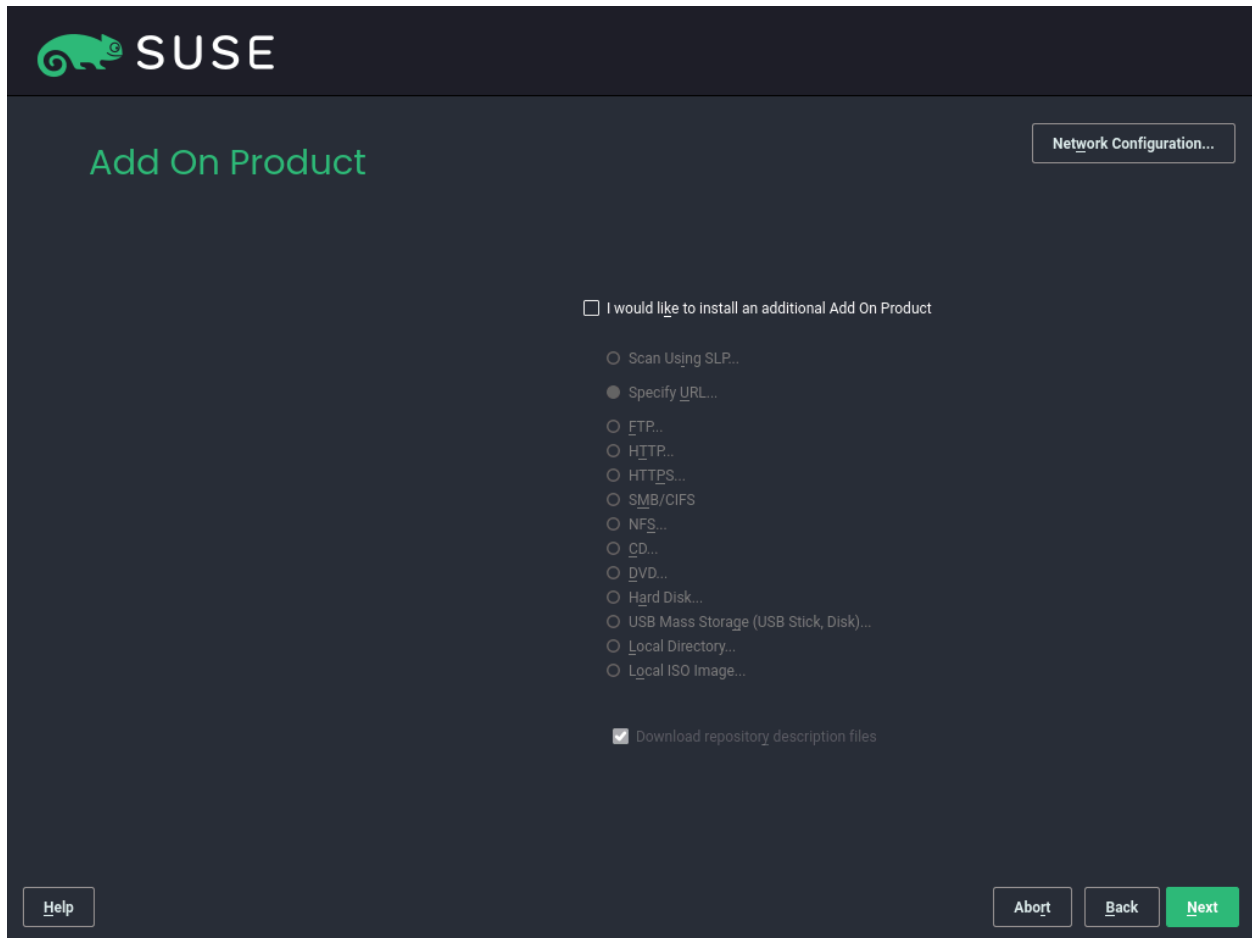 SUSE
Add On Product
Network Configuration...
I would like to install an additional Add On Product
Scan Using SLP...
Specify URL...
FTP...
HTTP...
HTTPS...
SMB/CIFS
NFS...
CD...
DVD...
Hard Disk...
USB Mass Storage (USB Stick, Disk)...
Local Directory...
Local ISO Image...
Download repository description files
Help
Abort
Back
Next